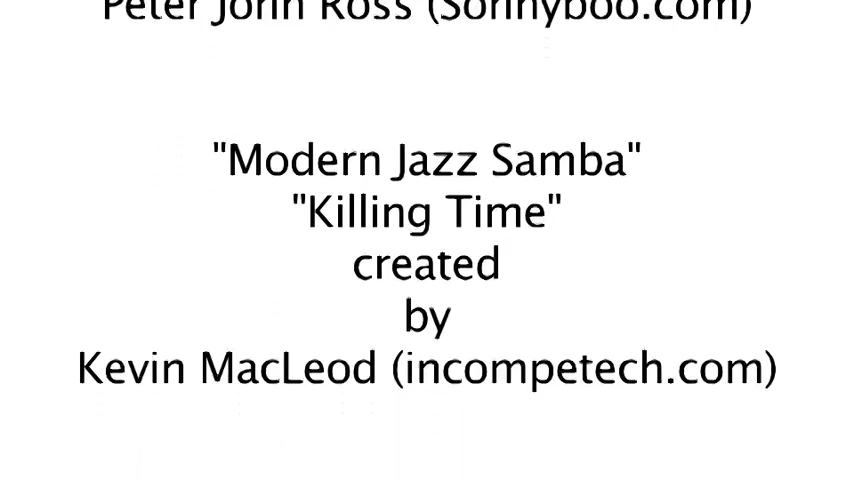 Peter John Ross (Sonnyboo.com)
"Modern Jazz Samba"
"Killing Time"
created
by
Kevin MacLeod (incompetech.com)